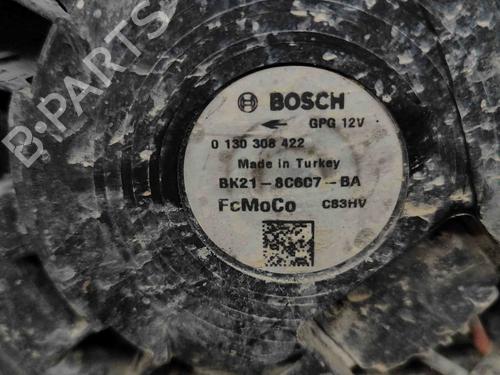 B-PARTS
BOSCH
GPG 12V
0 130 308 422
Made in Turkey
BK21-8C607-BA
FcMoCo C83HV